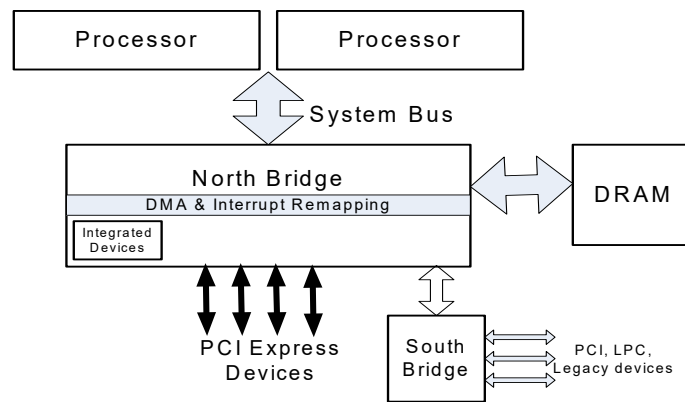 Processor
Processor
System Bus
North Bridge
DMA & Interrupt Remapping
Integrated
Devices
DRAM
PCI Express
Devices
South
Bridge
PCI, LPC,
Legacy devices